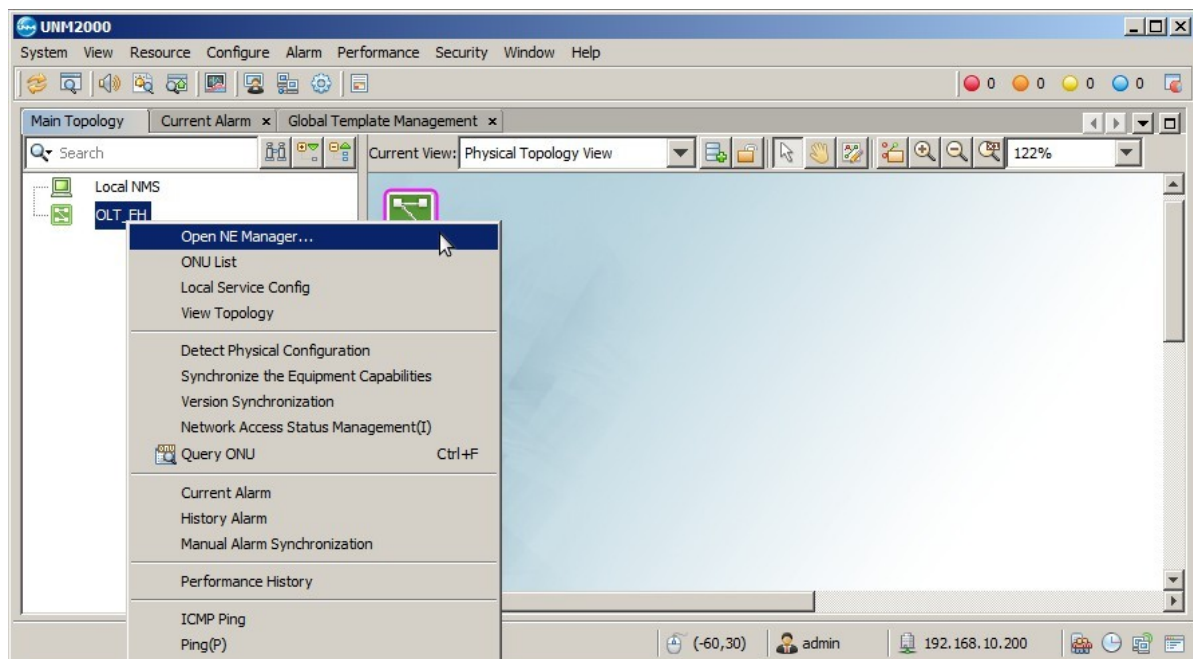 UNM2000
System View Resource Configure Alarm Performance Security Window Help
0 0 0 0
Main Topology Current Alarm Global Template Management
Search Current View: Physical Topology View 122%
Local NMS
OLT_FH
Open NE Manager...
ONU List
Local Service Config
View Topology
Detect Physical Configuration
Synchronize the Equipment Capabilities
Version Synchronization
Network Access Status Management(I)
Query ONU Ctrl+F
Current Alarm
History Alarm
Manual Alarm Synchronization
Performance History
ICMP Ping
Ping(P)
(-60,30) admin 192.168.10.200